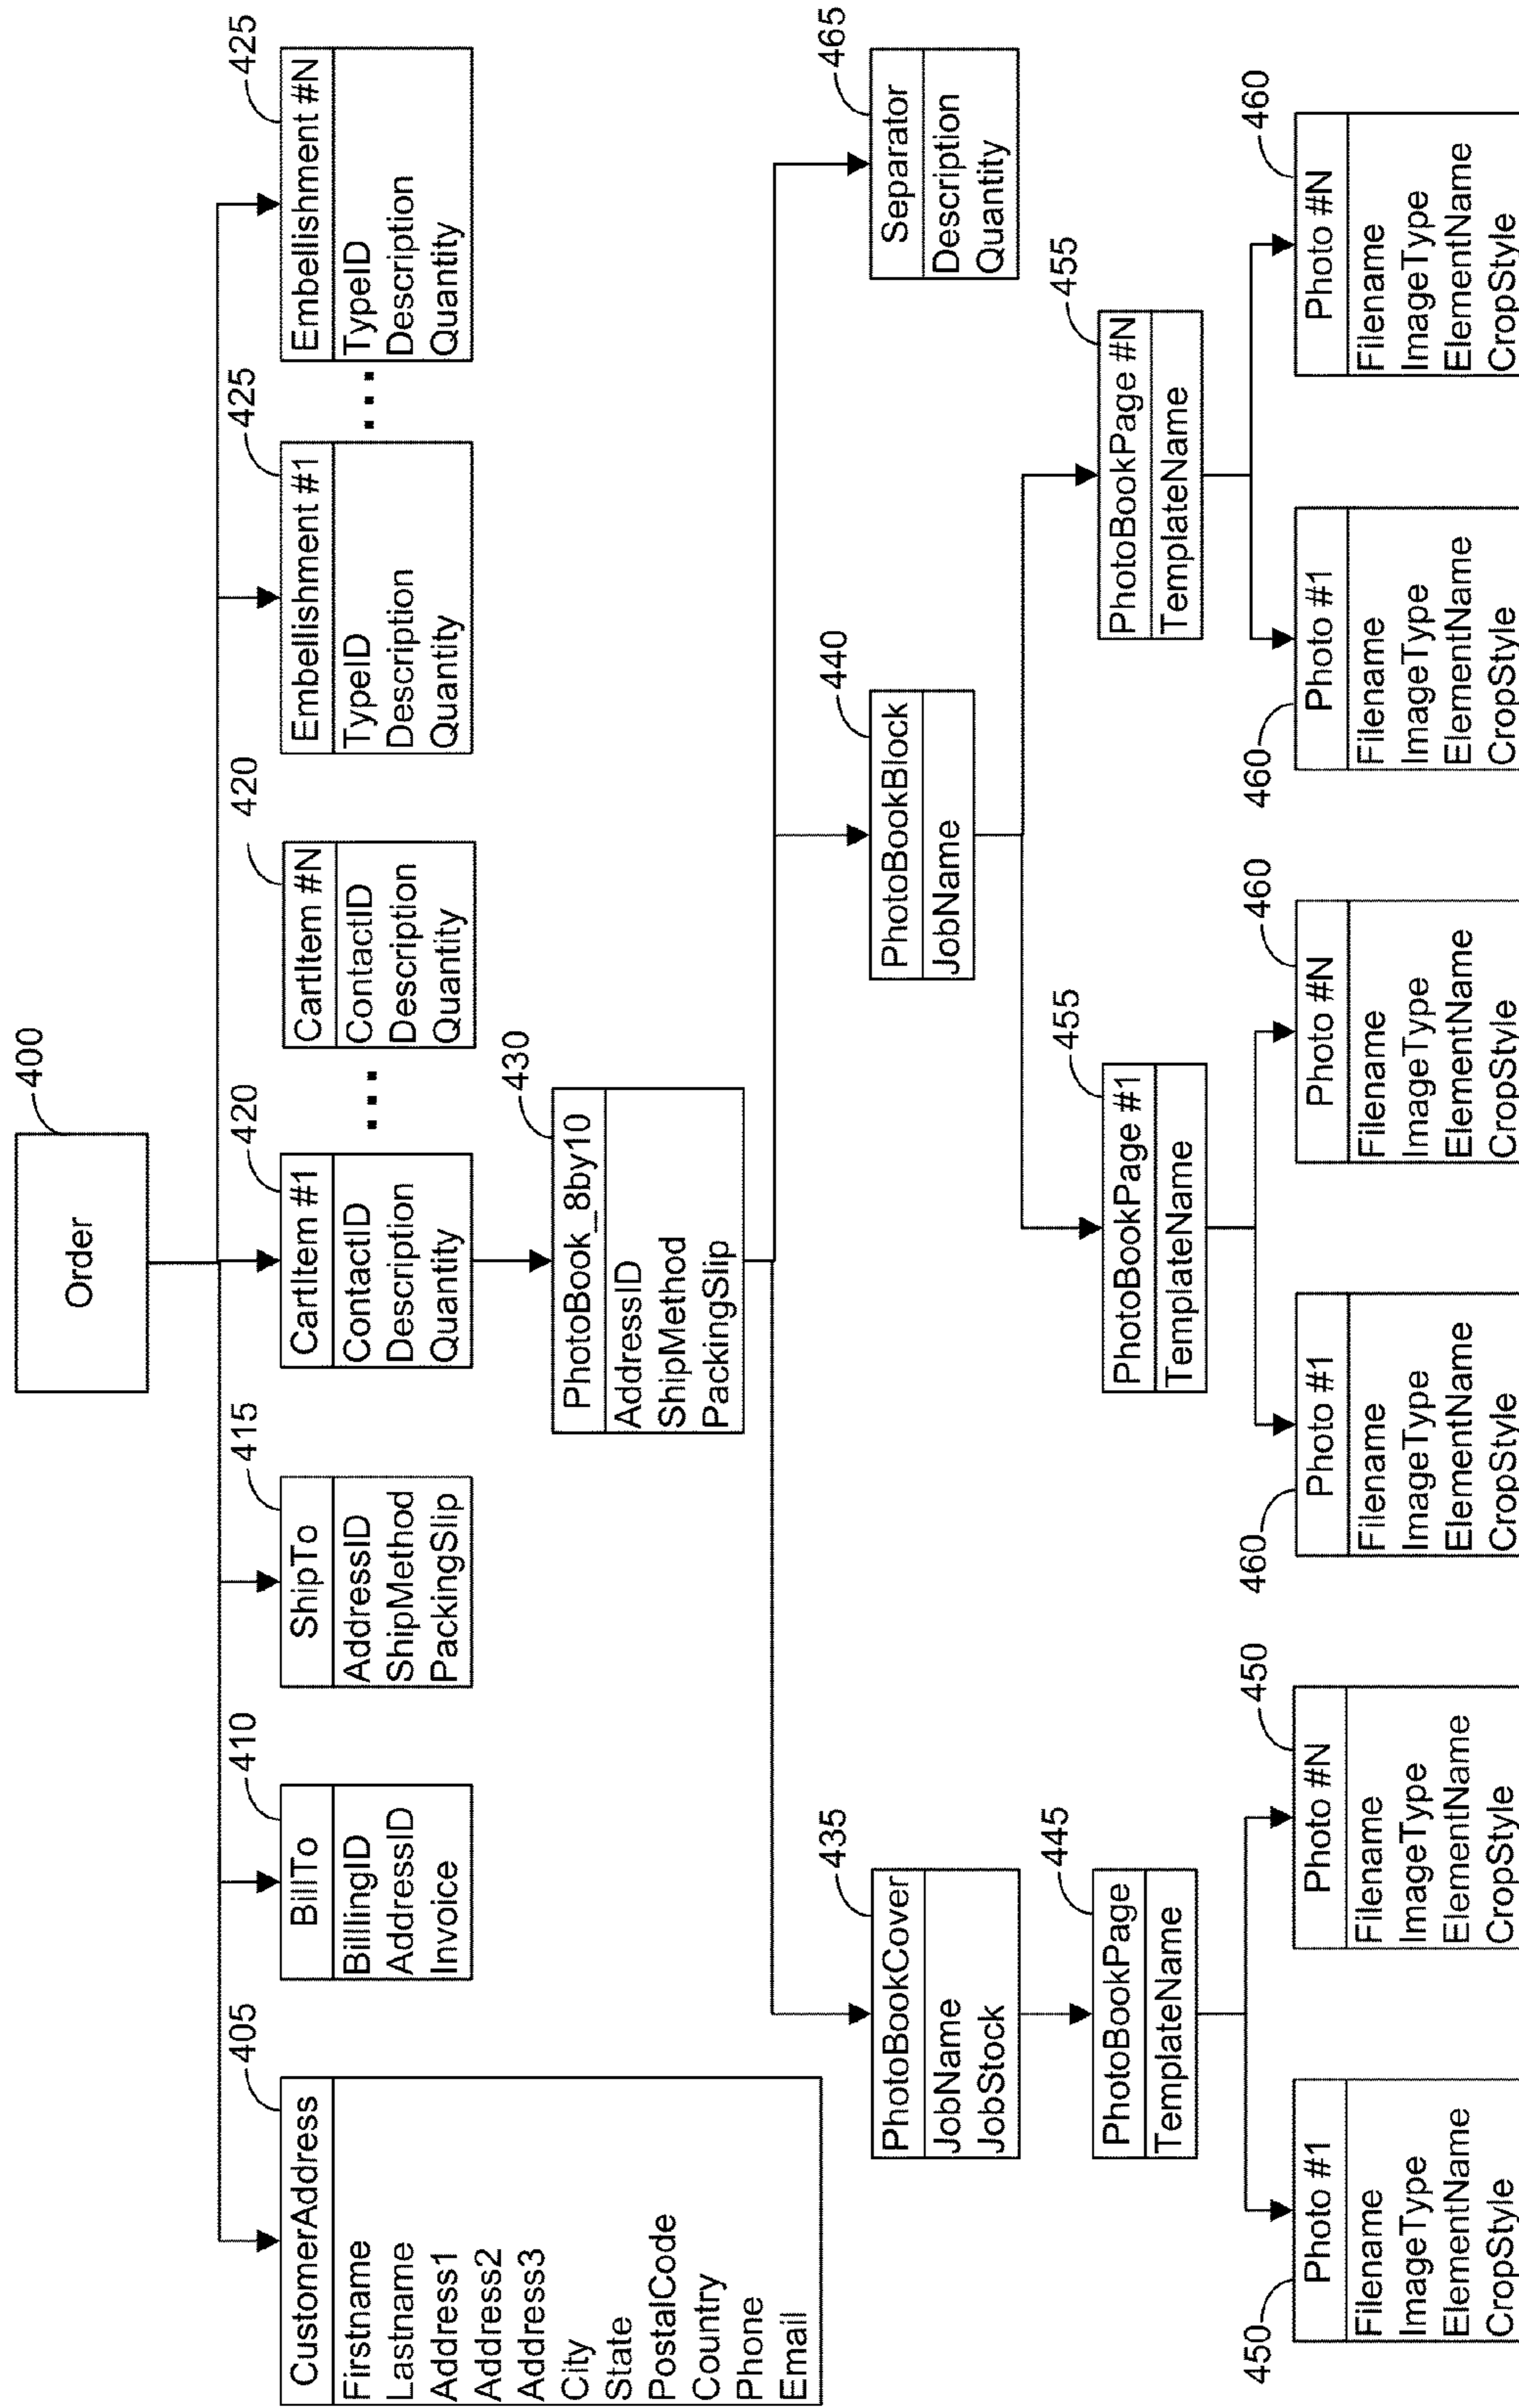 Order
400
CustomerAddress
405
Firstname
Lastname
Address1
Address2
Address3
City
State
PostalCode
Country
Phone
Email
BillTo
410
BilllingID
AddressID
Invoice
ShipTo
415
AddressID
ShipMethod
PackingSlip
CartItem #1
420
ContactID
Description
Quantity
...
CartItem #N
420
ContactID
Description
Quantity
Embellishment #1
425
TypeID
Description
Quantity
...
Embellishment #N
425
TypeID
Description
Quantity
PhotoBook_8by10
430
AddressID
ShipMethod
PackingSlip
PhotoBookCover
435
JobName
JobStock
PhotoBookBlock
440
JobName
Separator
465
Description
Quantity
PhotoBookPage
445
TemplateName
PhotoBookPage #1
455
TemplateName
PhotoBookPage #N
455
TemplateName
Photo #1
450
Filename
ImageType
ElementName
CropStyle
Photo #N
450
Filename
ImageType
ElementName
CropStyle
Photo #1
460
Filename
ImageType
ElementName
CropStyle
Photo #N
460
Filename
ImageType
ElementName
CropStyle
Photo #1
460
Filename
ImageType
ElementName
CropStyle
Photo #N
460
Filename
ImageType
ElementName
CropStyle